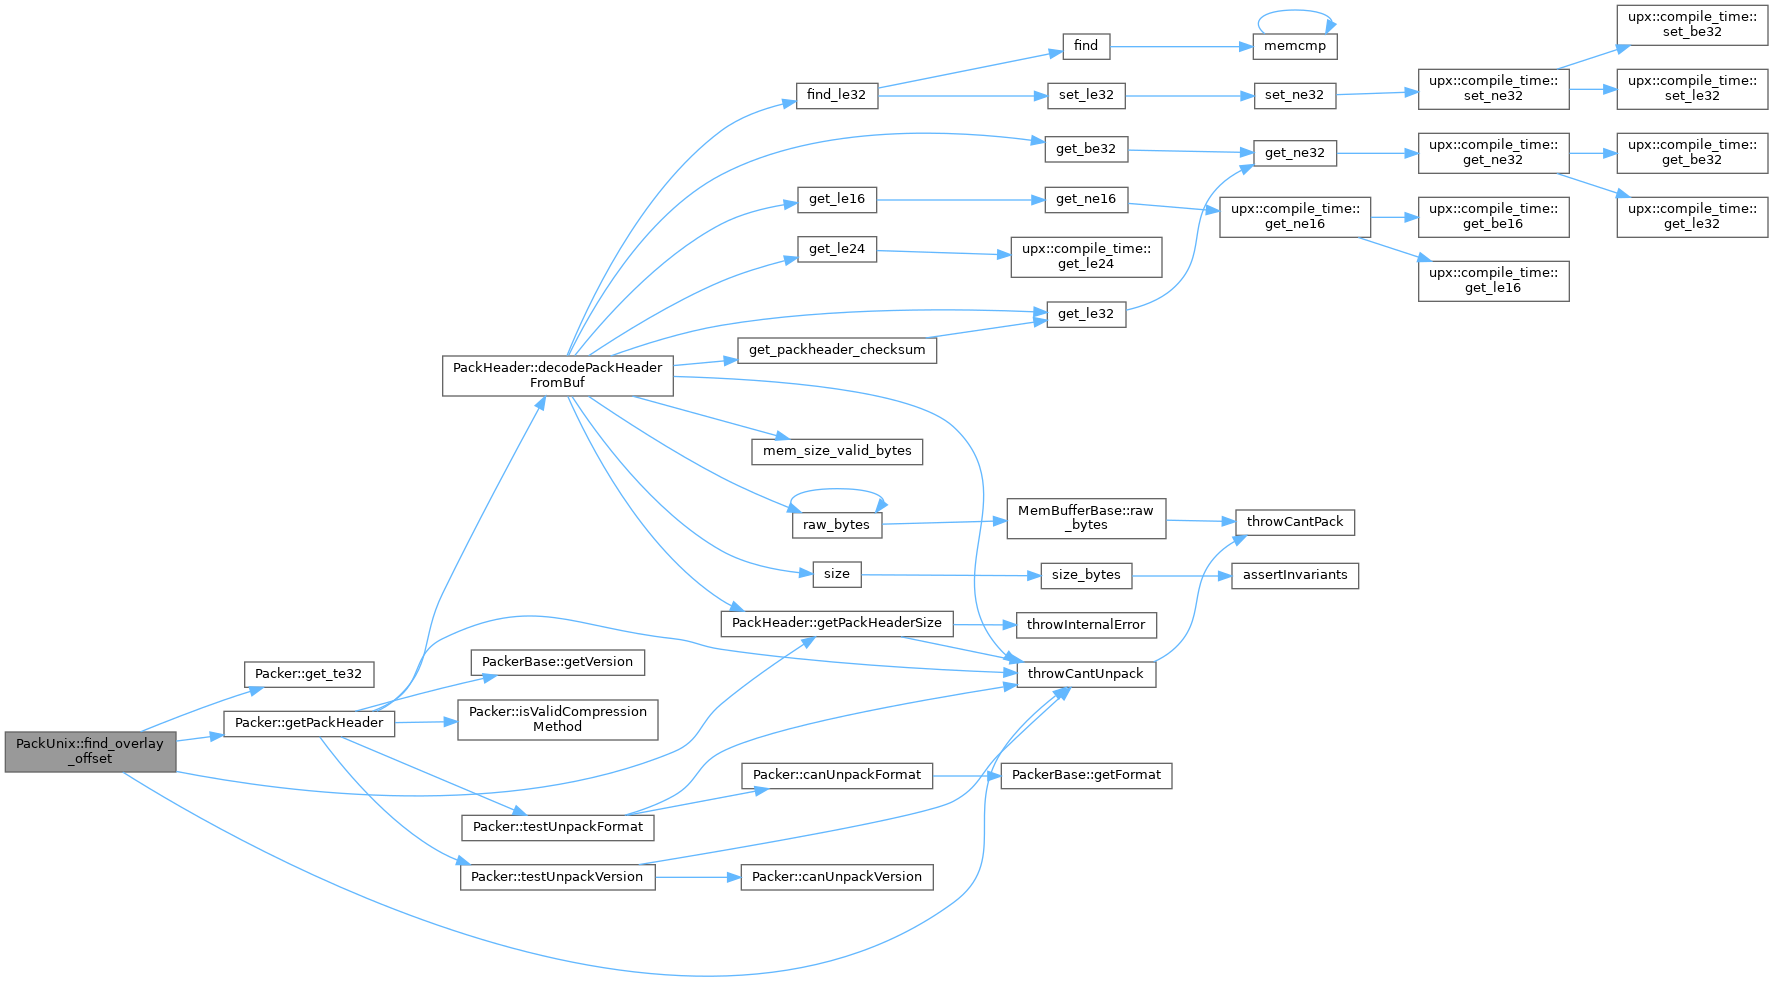 PackUnix::find_overlay
_offset
Packer::get_te32
Packer::getPackHeader
PackHeader::decodePackHeader
FromBuf
find_le32
find
memcmp
set_le32
set_ne32
upx::compile_time::
set_ne32
upx::compile_time::
set_be32
upx::compile_time::
set_le32
get_be32
get_ne32
upx::compile_time::
get_ne32
upx::compile_time::
get_be32
upx::compile_time::
get_le32
get_le16
get_ne16
upx::compile_time::
get_ne16
upx::compile_time::
get_be16
upx::compile_time::
get_le16
get_le24
upx::compile_time::
get_le24
get_le32
get_packheader_checksum
mem_size_valid_bytes
raw_bytes
MemBufferBase::raw
_bytes
throwCantPack
size
size_bytes
assertInvariants
PackHeader::getPackHeaderSize
throwInternalError
throwCantUnpack
PackerBase::getVersion
Packer::isValidCompression
Method
Packer::testUnpackFormat
Packer::canUnpackFormat
PackerBase::getFormat
Packer::testUnpackVersion
Packer::canUnpackVersion